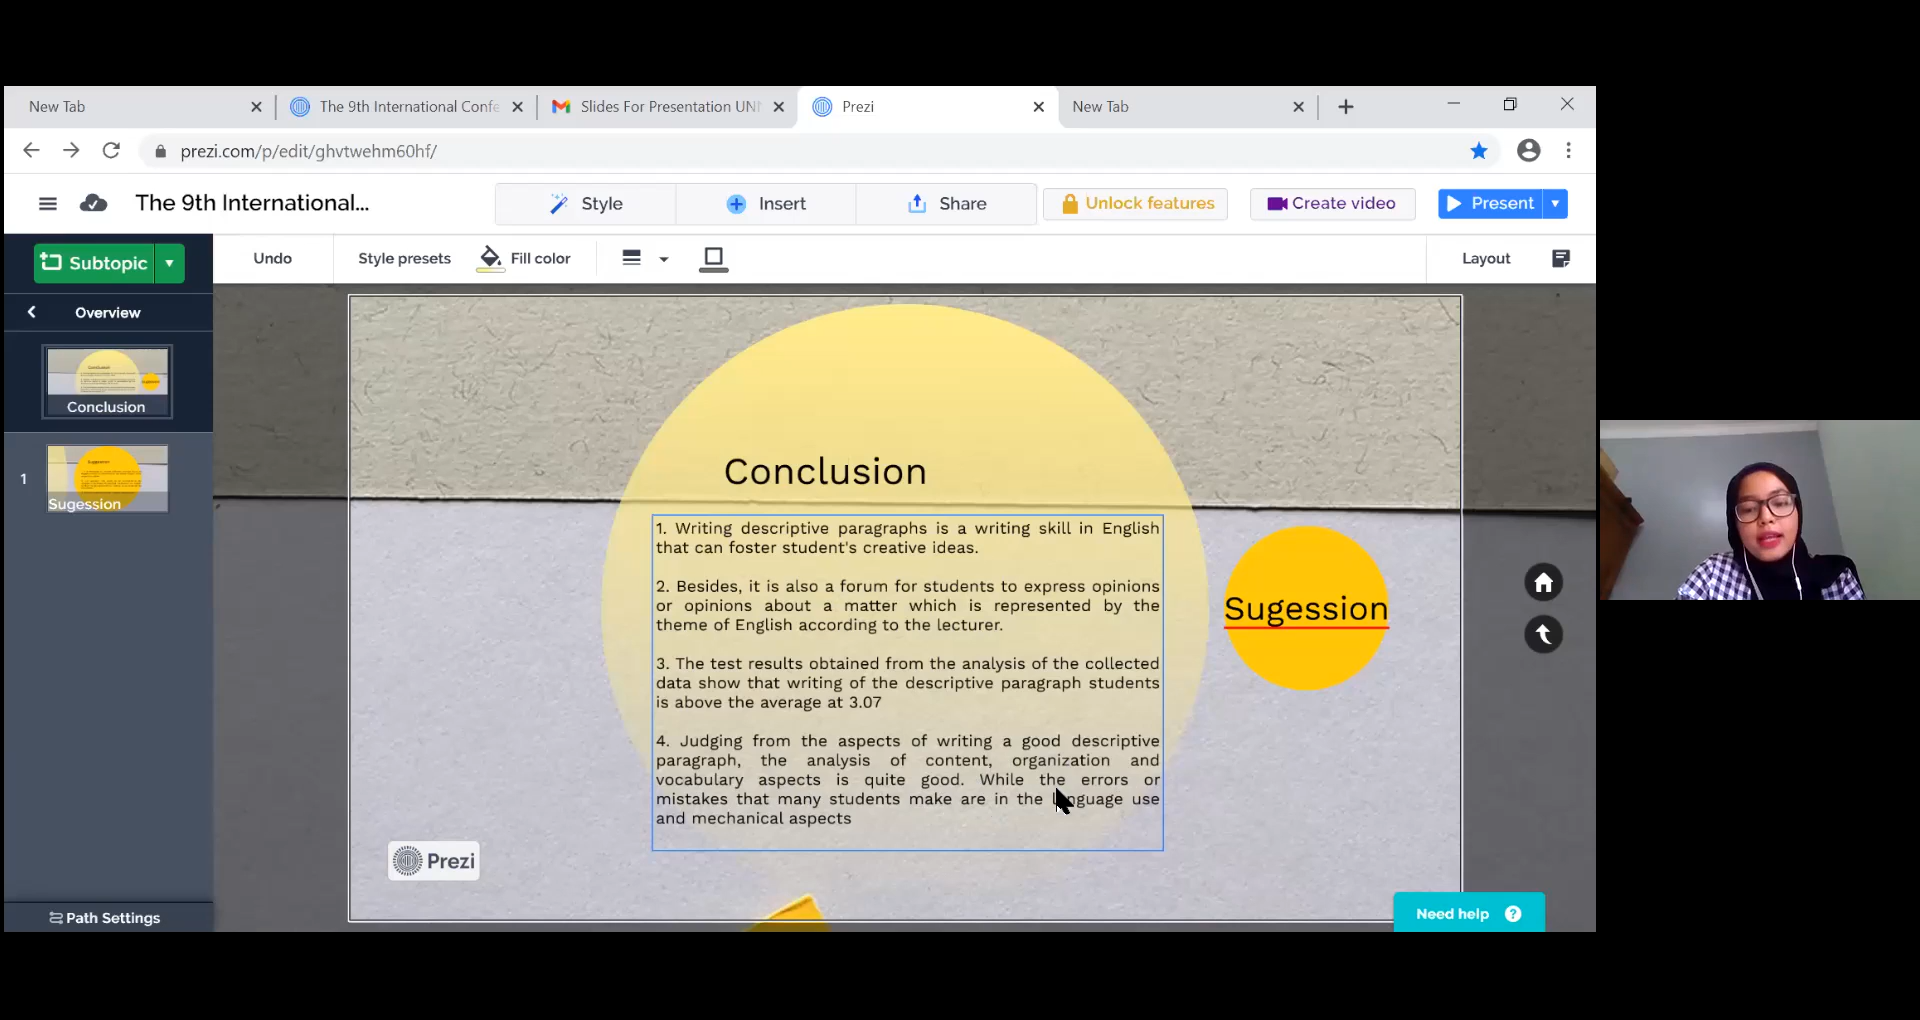 New Tab
The 9th International Confe
Slides For Presentation UNI
Prezi
New Tab
prezi.com/p/edit/ghvtwehm60hf/
The 9th International...
Style
Insert
Share
Unlock features
Create video
Present
Subtopic
Undo
Style presets
Fill color
Layout
Overview
Conclusion
1
Sugession
Conclusion
1. Writing descriptive paragraphs is a writing skill in English
that can foster student's creative ideas.
2. Besides, it is also a forum for students to express opinions
or opinions about a matter which is represented by the
theme of English according to the lecturer.
3. The test results obtained from the analysis of the collected
data show that writing of the descriptive paragraph students
is above the average at 3.07
4. Judging from the aspects of writing a good descriptive
paragraph, the analysis of content, organization and
vocabulary aspects is quite good. While the errors or
mistakes that many students make are in the language use
and mechanical aspects
Sugession
Prezi
Path Settings
Need help ?